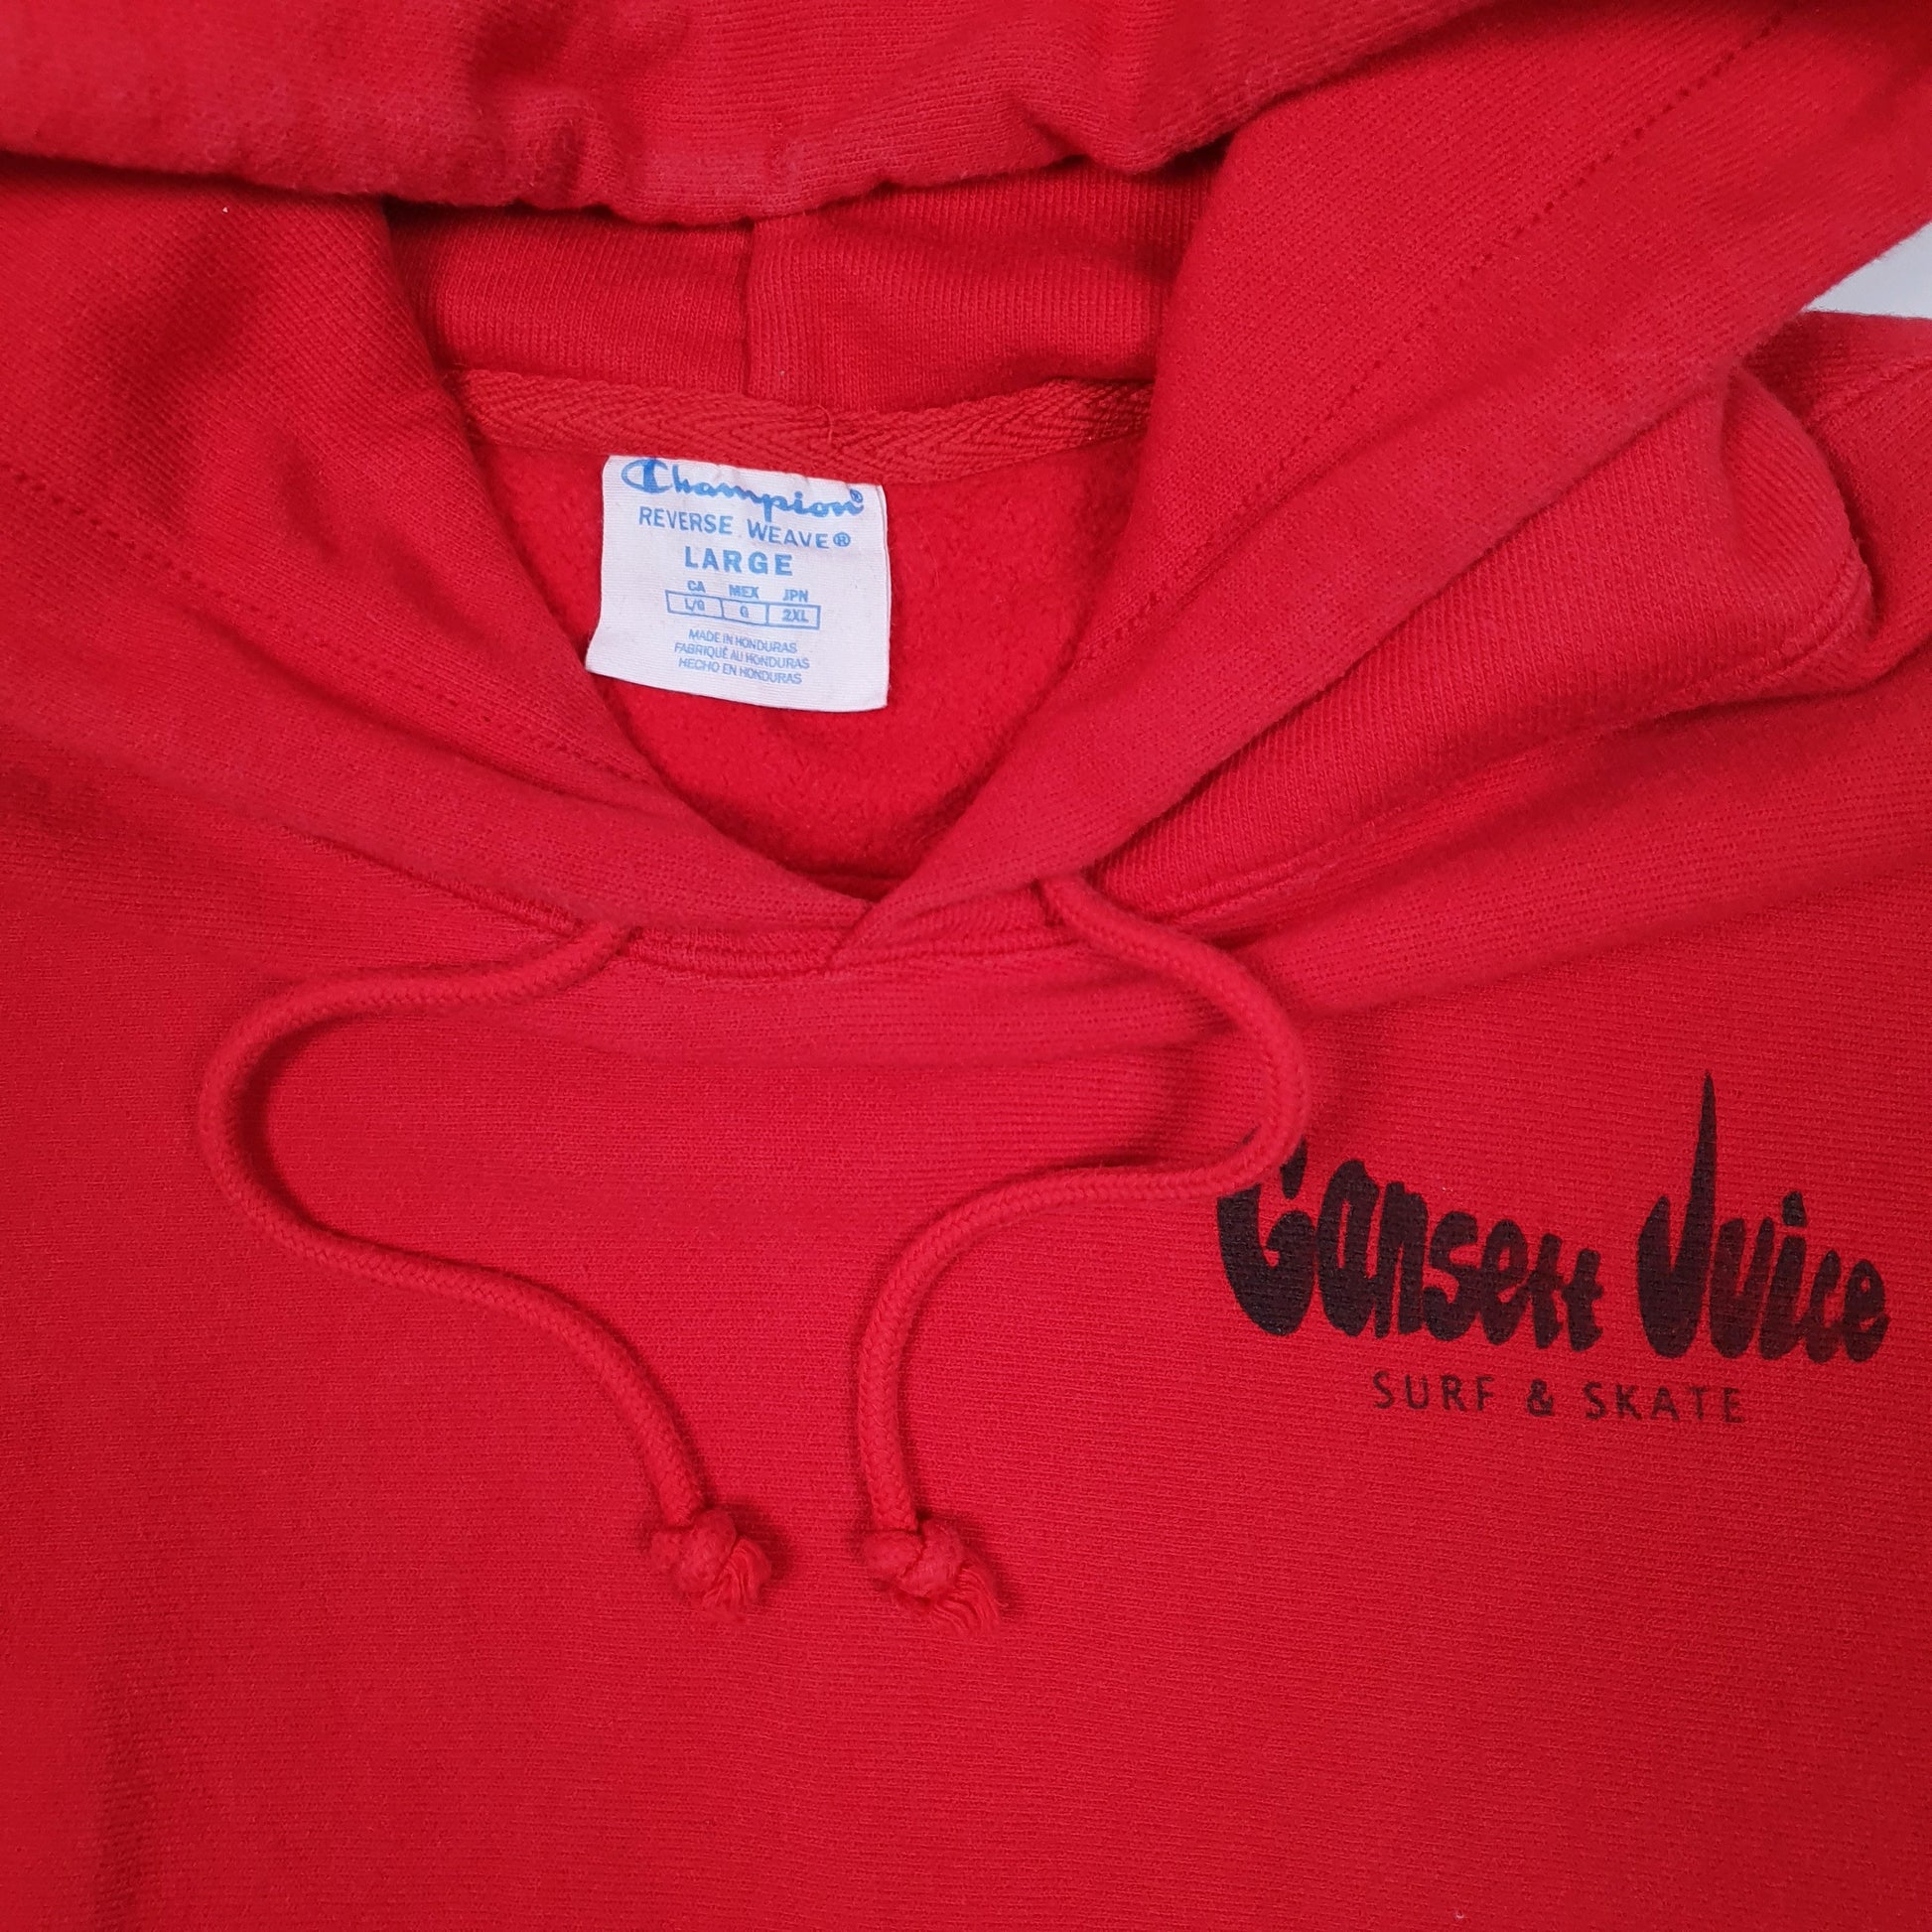 Champion®
REVERSE WEAVE®
LARGE
CA MEX JPN
L/G G 2XL
MADE IN HONDURAS
FABRIQUÉ AU HONDURAS
HECHO EN HONDURAS
Gansett Juice
SURF & SKATE